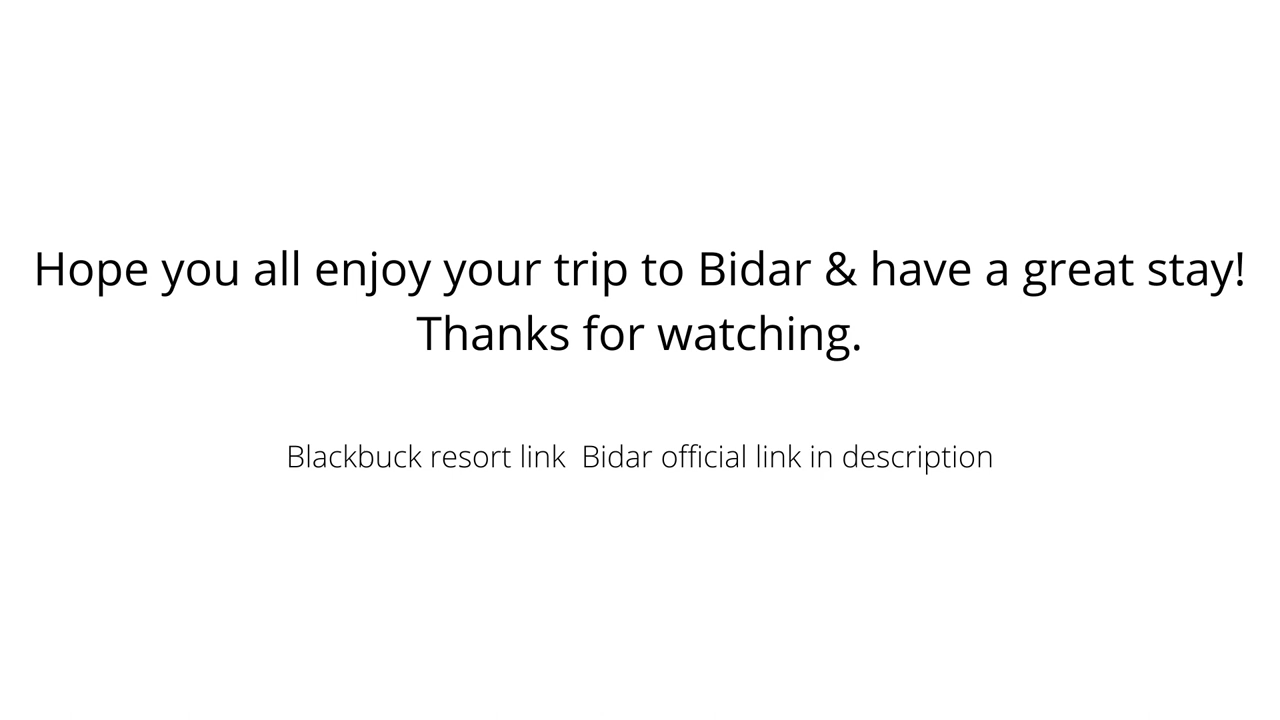 Hope you all enjoy your trip to Bidar & have a great stay!
Thanks for watching.
Blackbuck resort link  Bidar official link in description